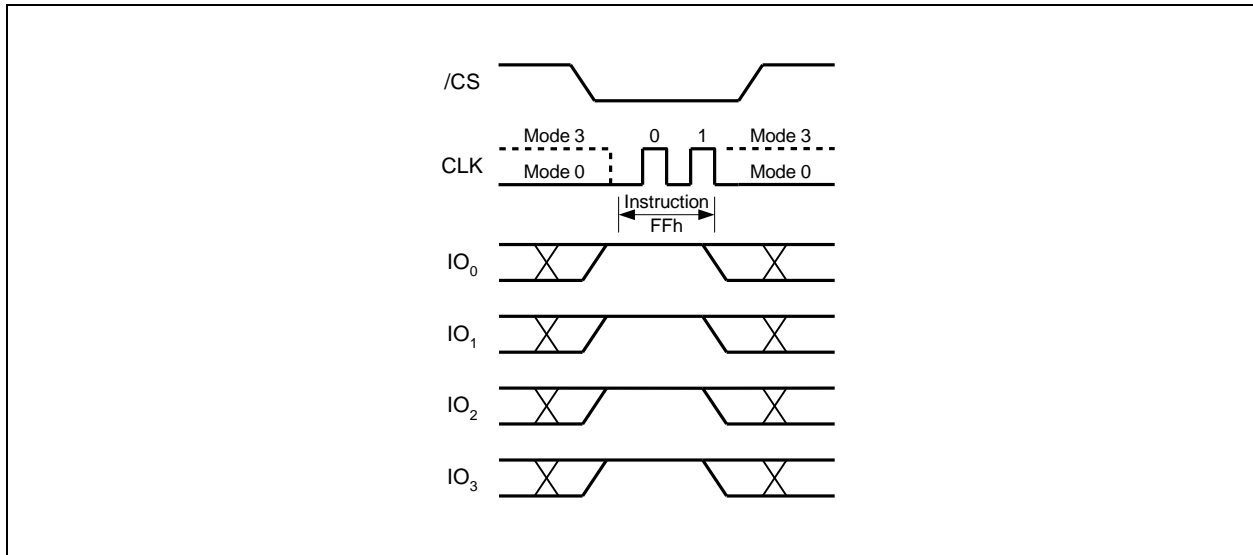 /CS
Mode 3 0 1 Mode 3
CLK Mode 0 Mode 0
Instruction
FFh
IO₀
IO₁
IO₂
IO₃